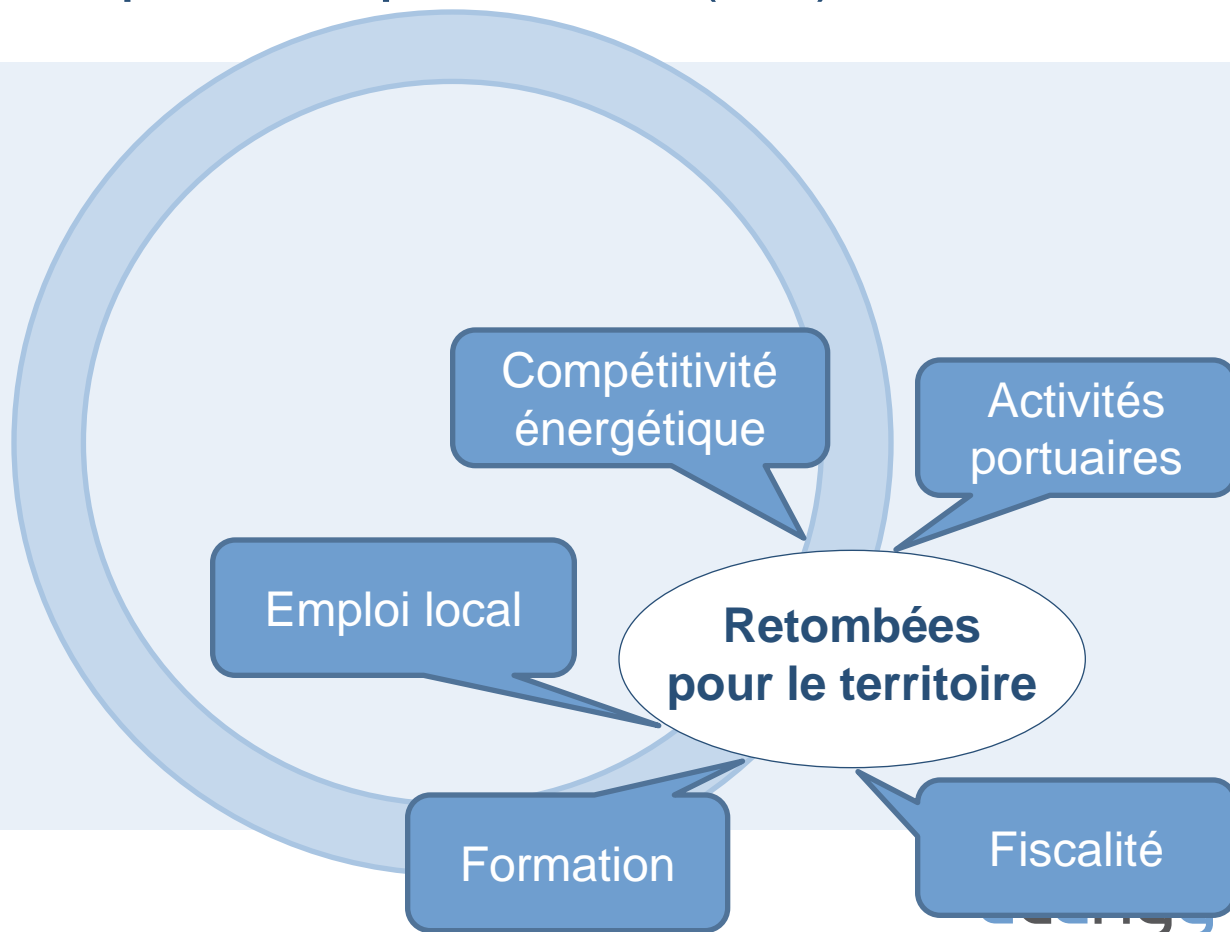 Compétitivité
énergétique
Activités
portuaires
Emploi local
Retombées
pour le territoire
Formation
Fiscalité